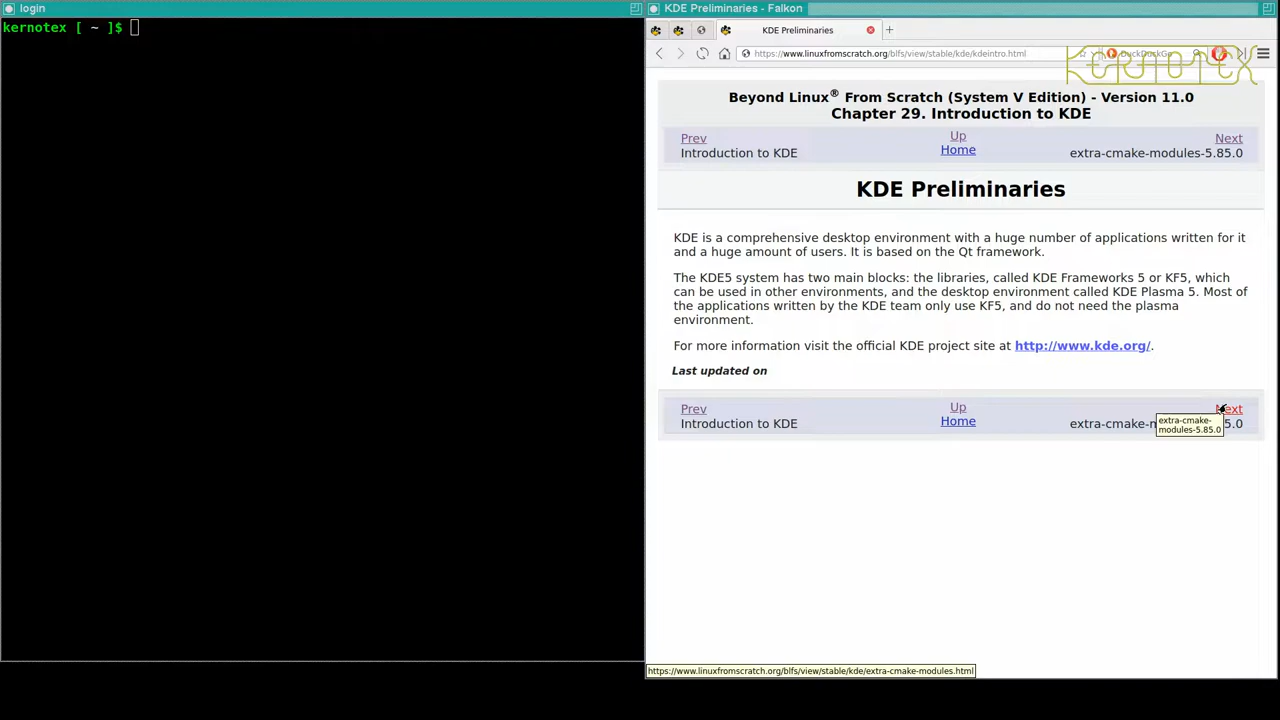 login
kernotex [ ~ ]$
KDE Preliminaries - Falkon
KDE Preliminaries
https://www.linuxfromscratch.org/blfs/view/stable/kde/kdeintro.html
DuckDuckGo
KERNOTEX
Beyond Linux® From Scratch (System V Edition) - Version 11.0
Chapter 29. Introduction to KDE
Prev
Up
Next
Introduction to KDE
Home
extra-cmake-modules-5.85.0
KDE Preliminaries
KDE is a comprehensive desktop environment with a huge number of applications written for it
and a huge amount of users. It is based on the Qt framework.
The KDE5 system has two main blocks: the libraries, called KDE Frameworks 5 or KF5, which
can be used in other environments, and the desktop environment called KDE Plasma 5. Most of
the applications written by the KDE team only use KF5, and do not need the plasma
environment.
For more information visit the official KDE project site at http://www.kde.org/.
Last updated on
Prev
Up
Next
Introduction to KDE
Home
extra-cmake-m 5.0
extra-cmake-
modules-5.85.0
https://www.linuxfromscratch.org/blfs/view/stable/kde/extra-cmake-modules.html